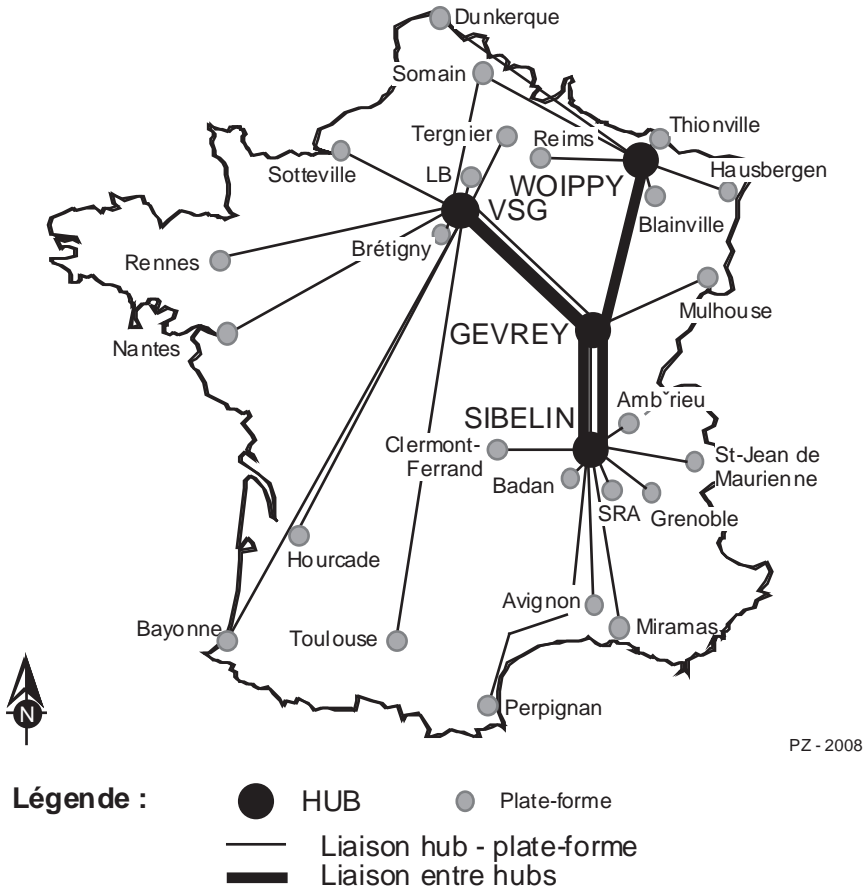 Dunkerque
Somain
Thionville
Tergnier
Reims
Hausbergen
LB
WOIPPY
Sotteville
VSG
Blainville
Brétigny
Rennes
Mulhouse
Nantes
GEVREY
Ambˇrieu
SIBELIN
Clermont-
Ferrand
St-Jean de
Maurienne
Badan
SRA
Grenoble
Hourcade
Avignon
Miramas
Bayonne
Toulouse
Perpignan
N
PZ - 2008
Légende :
HUB
Plate-forme
Liaison hub - plate-forme
Liaison entre hubs